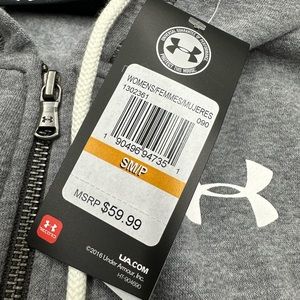 WOMENS/FEMMES/MUJERES
1302361
090
1 90496 94735
SM/P
MSRP $59.99
UA.COM
©2016 Under Armour, Inc.